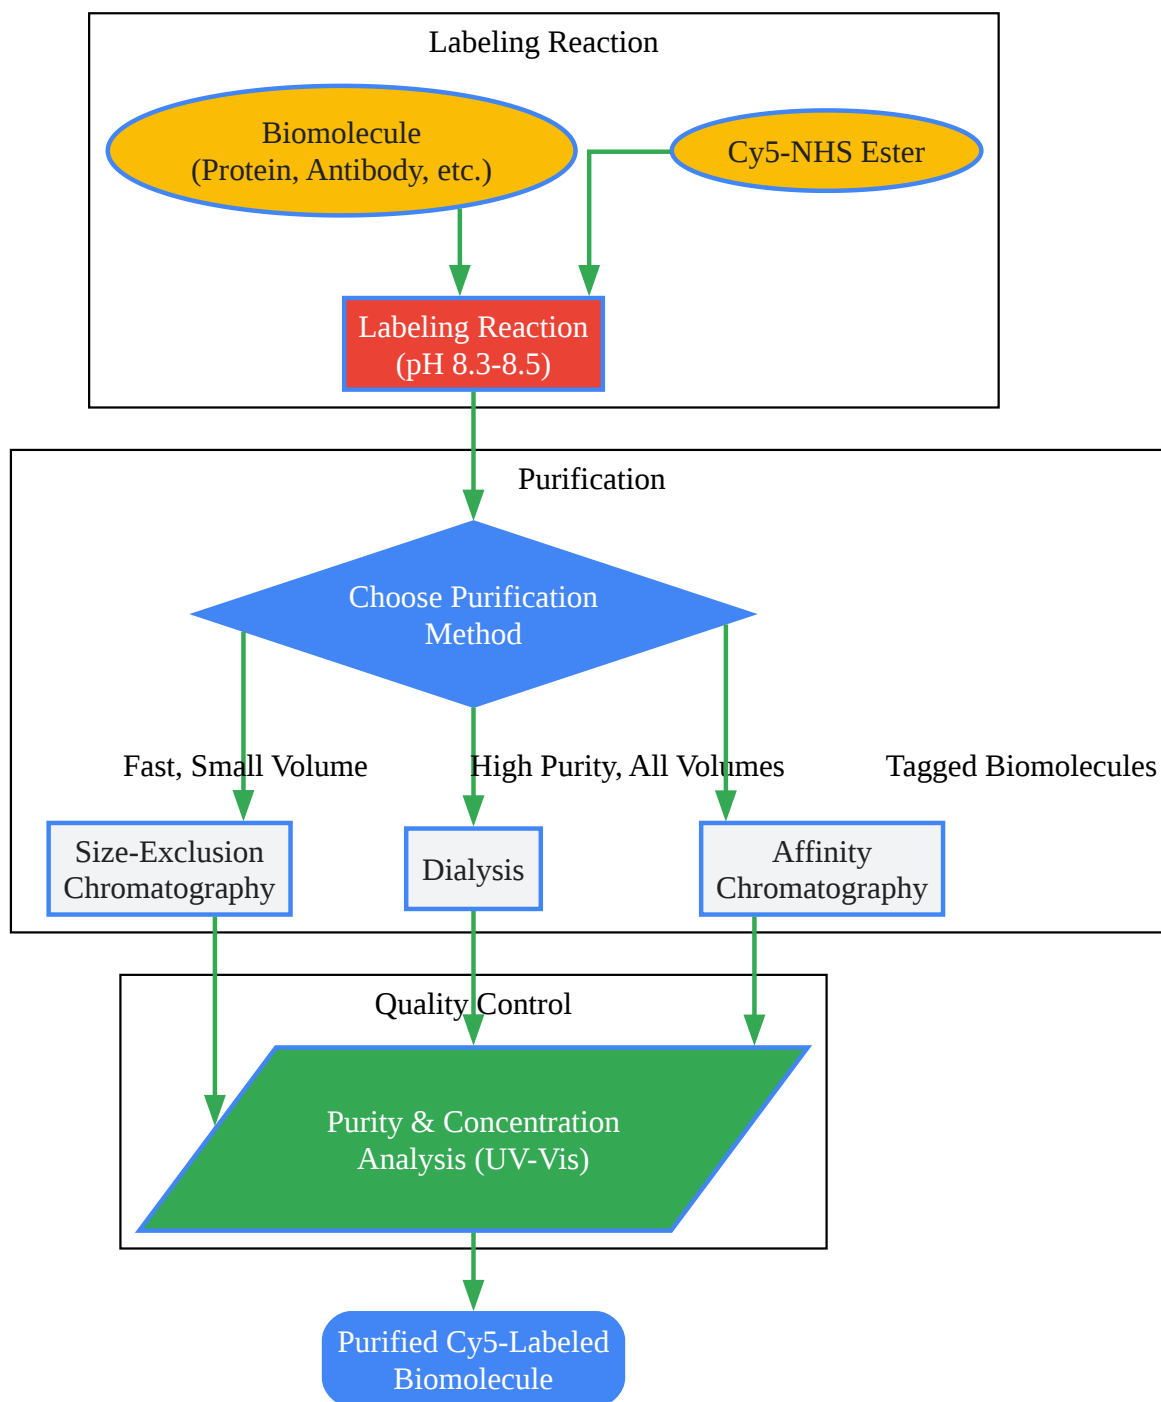 Labeling Reaction
Biomolecule
(Protein, Antibody, etc.)
Cy5-NHS Ester
Labeling Reaction
(pH 8.3-8.5)
Purification
Choose Purification
Method
Fast, Small Volume
High Purity, All Volumes
Tagged Biomolecules
Size-Exclusion
Chromatography
Dialysis
Affinity
Chromatography
Quality Control
Purity & Concentration
Analysis (UV-Vis)
Purified Cy5-Labeled
Biomolecule